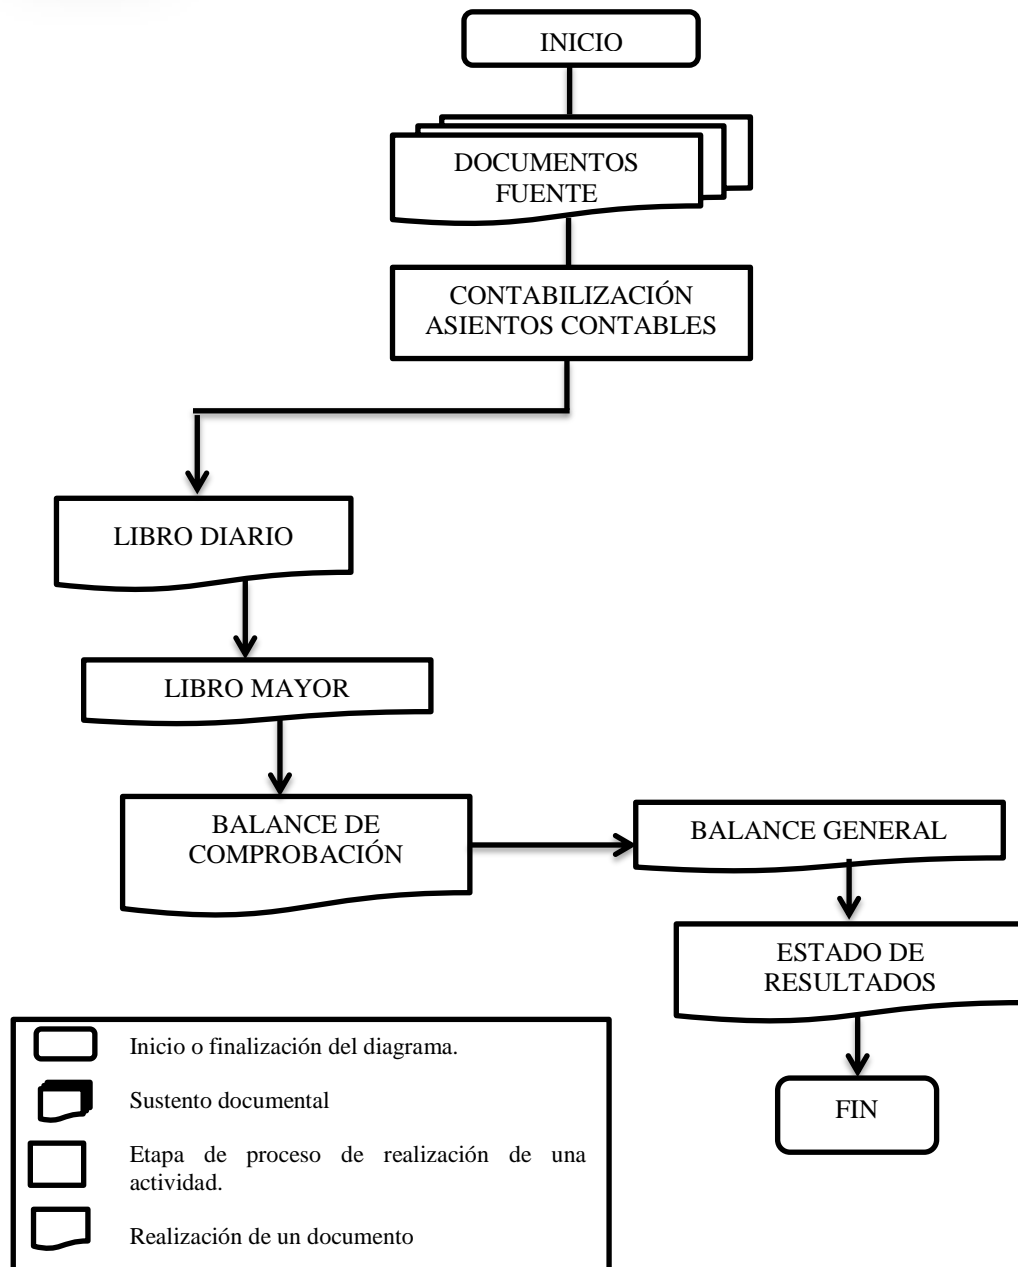 INICIO
DOCUMENTOS
FUENTE
CONTABILIZACIÓN
ASIENTOS CONTABLES
LIBRO DIARIO
LIBRO MAYOR
BALANCE DE
COMPROBACIÓN
BALANCE GENERAL
ESTADO DE
RESULTADOS
FIN
Inicio o finalización del diagrama.
Sustento documental
Etapa de proceso de realización de una
actividad.
Realización de un documento